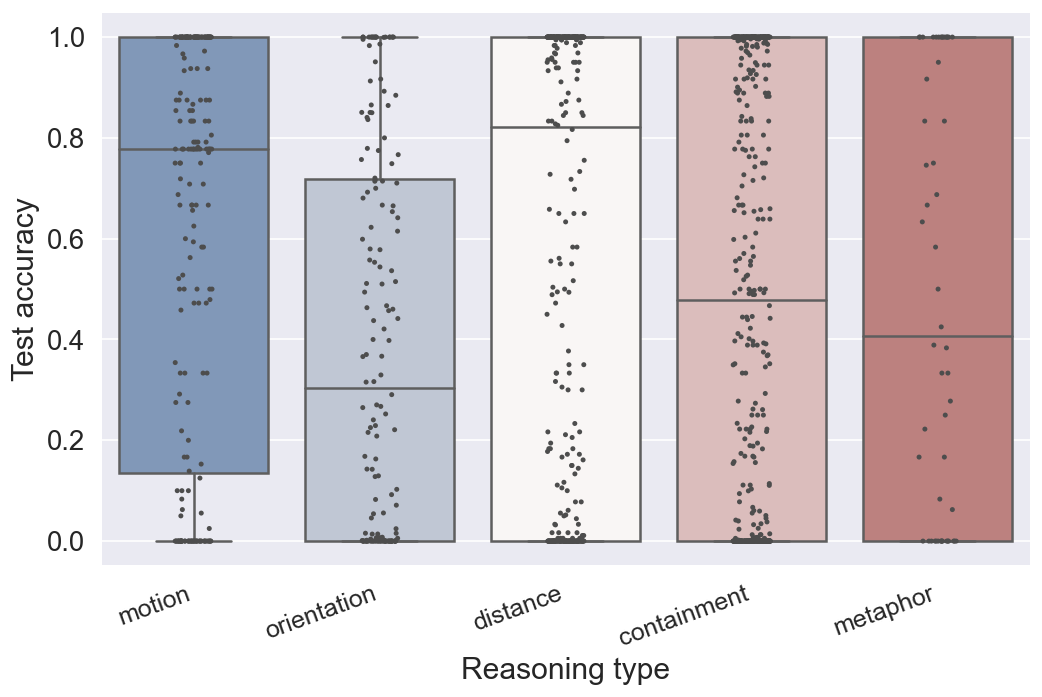 Test accuracy
1.0
0.8
0.6
0.4
0.2
0.0
motion
orientation
distance
containment
metaphor
Reasoning type